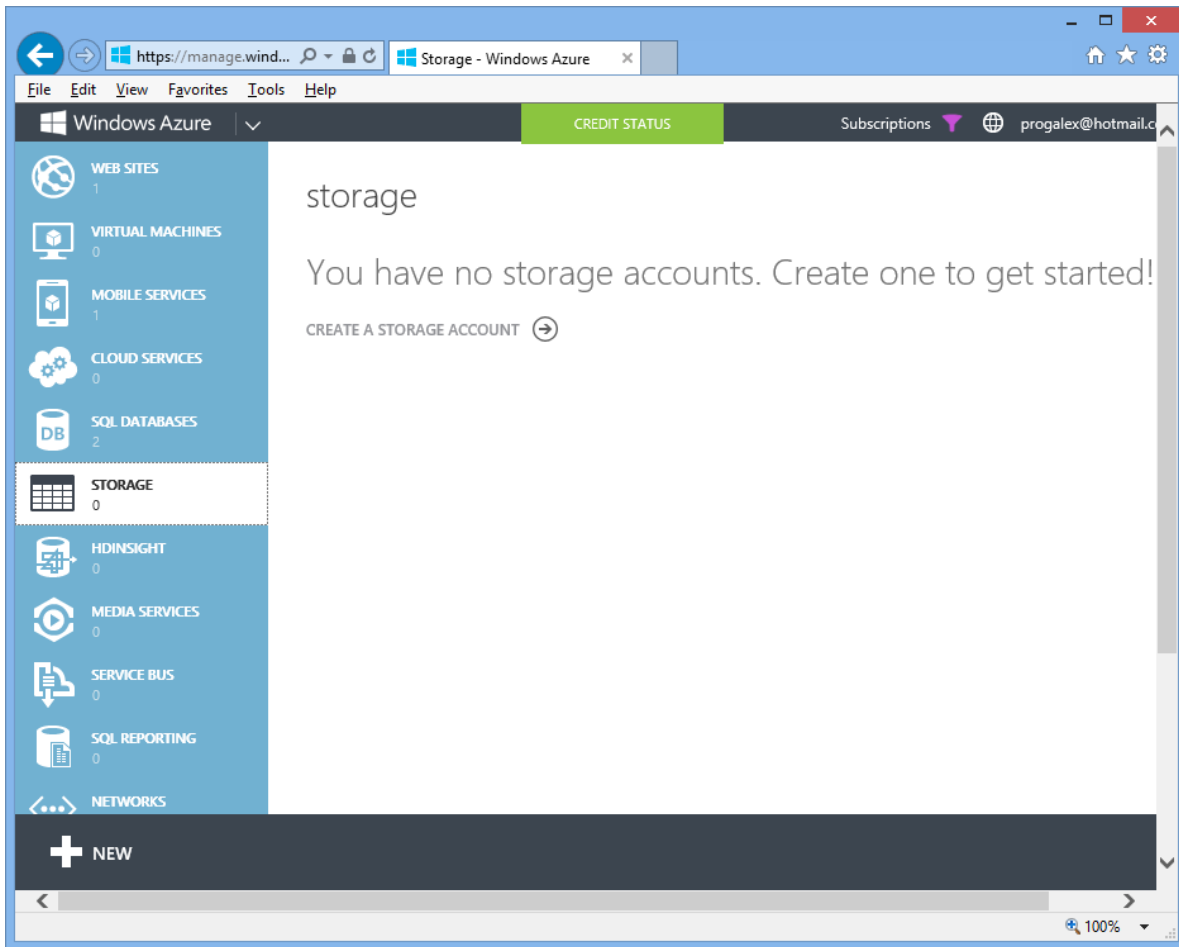 https://manage.wind...
Storage - Windows Azure
File Edit View Favorites Tools Help
Windows Azure
CREDIT STATUS
Subscriptions
progalex@hotmail.c
WEB SITES
1
VIRTUAL MACHINES
0
MOBILE SERVICES
1
CLOUD SERVICES
0
DB
SQL DATABASES
2
STORAGE
0
HDINSIGHT
0
MEDIA SERVICES
0
SERVICE BUS
0
SQL REPORTING
0
NETWORKS
storage
You have no storage accounts. Create one to get started!
CREATE A STORAGE ACCOUNT
NEW
100%